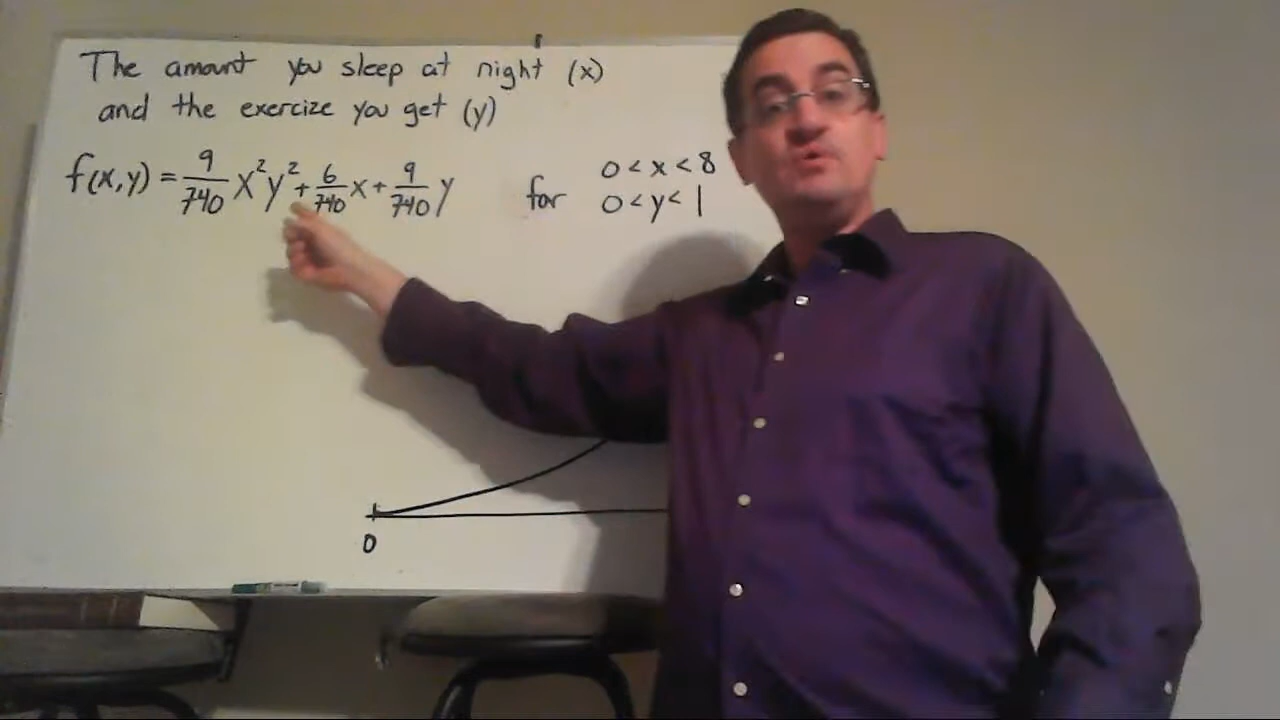 The amount you sleep at night (x)
and the exercize you get (y)
f(x,y) = 9/740 x²y² + 6/740 x + 9/740 y for 0 < x < 8
0 < y < 1
0